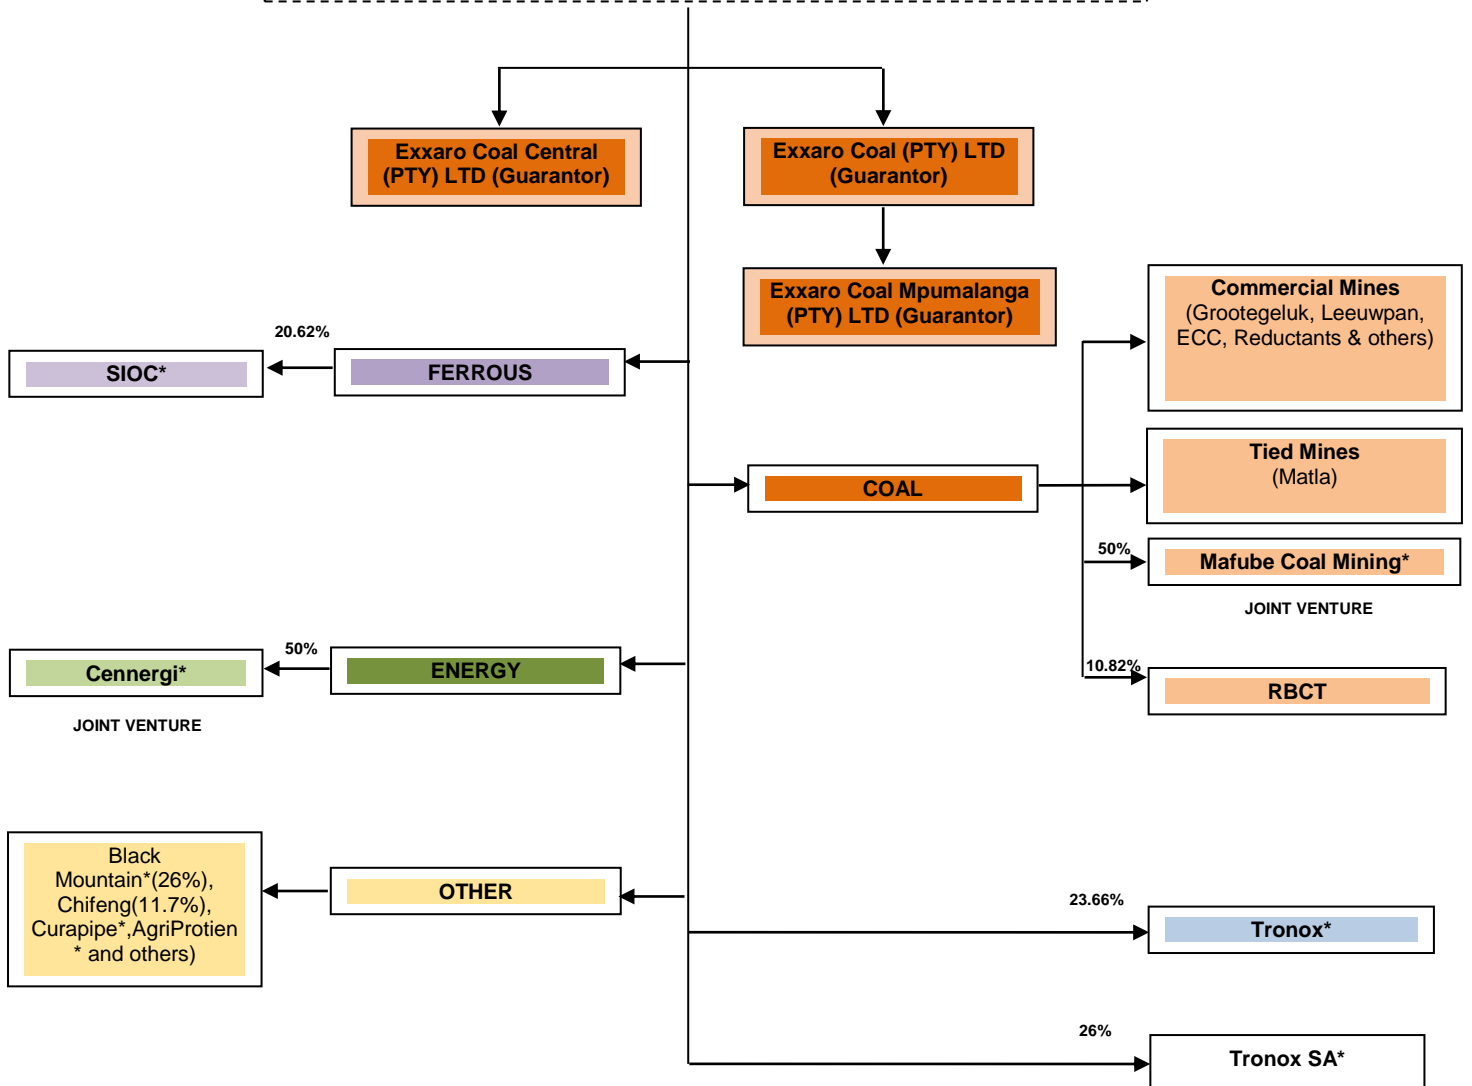 Exxaro Coal Central
(PTY) LTD (Guarantor)
Exxaro Coal (PTY) LTD
(Guarantor)
Exxaro Coal Mpumalanga
(PTY) LTD (Guarantor)
Commercial Mines
(Grootegeluk, Leeuwpan,
ECC, Reductants & others)
20.62%
SIOC*
FERROUS
Tied Mines
(Matla)
COAL
50%
Mafube Coal Mining*
JOINT VENTURE
50%
Cennergi*
ENERGY
JOINT VENTURE
10.82%
RBCT
Black
Mountain*(26%),
Chifeng(11.7%),
Curapipe*,AgriProtien
* and others)
OTHER
23.66%
Tronox*
26%
Tronox SA*